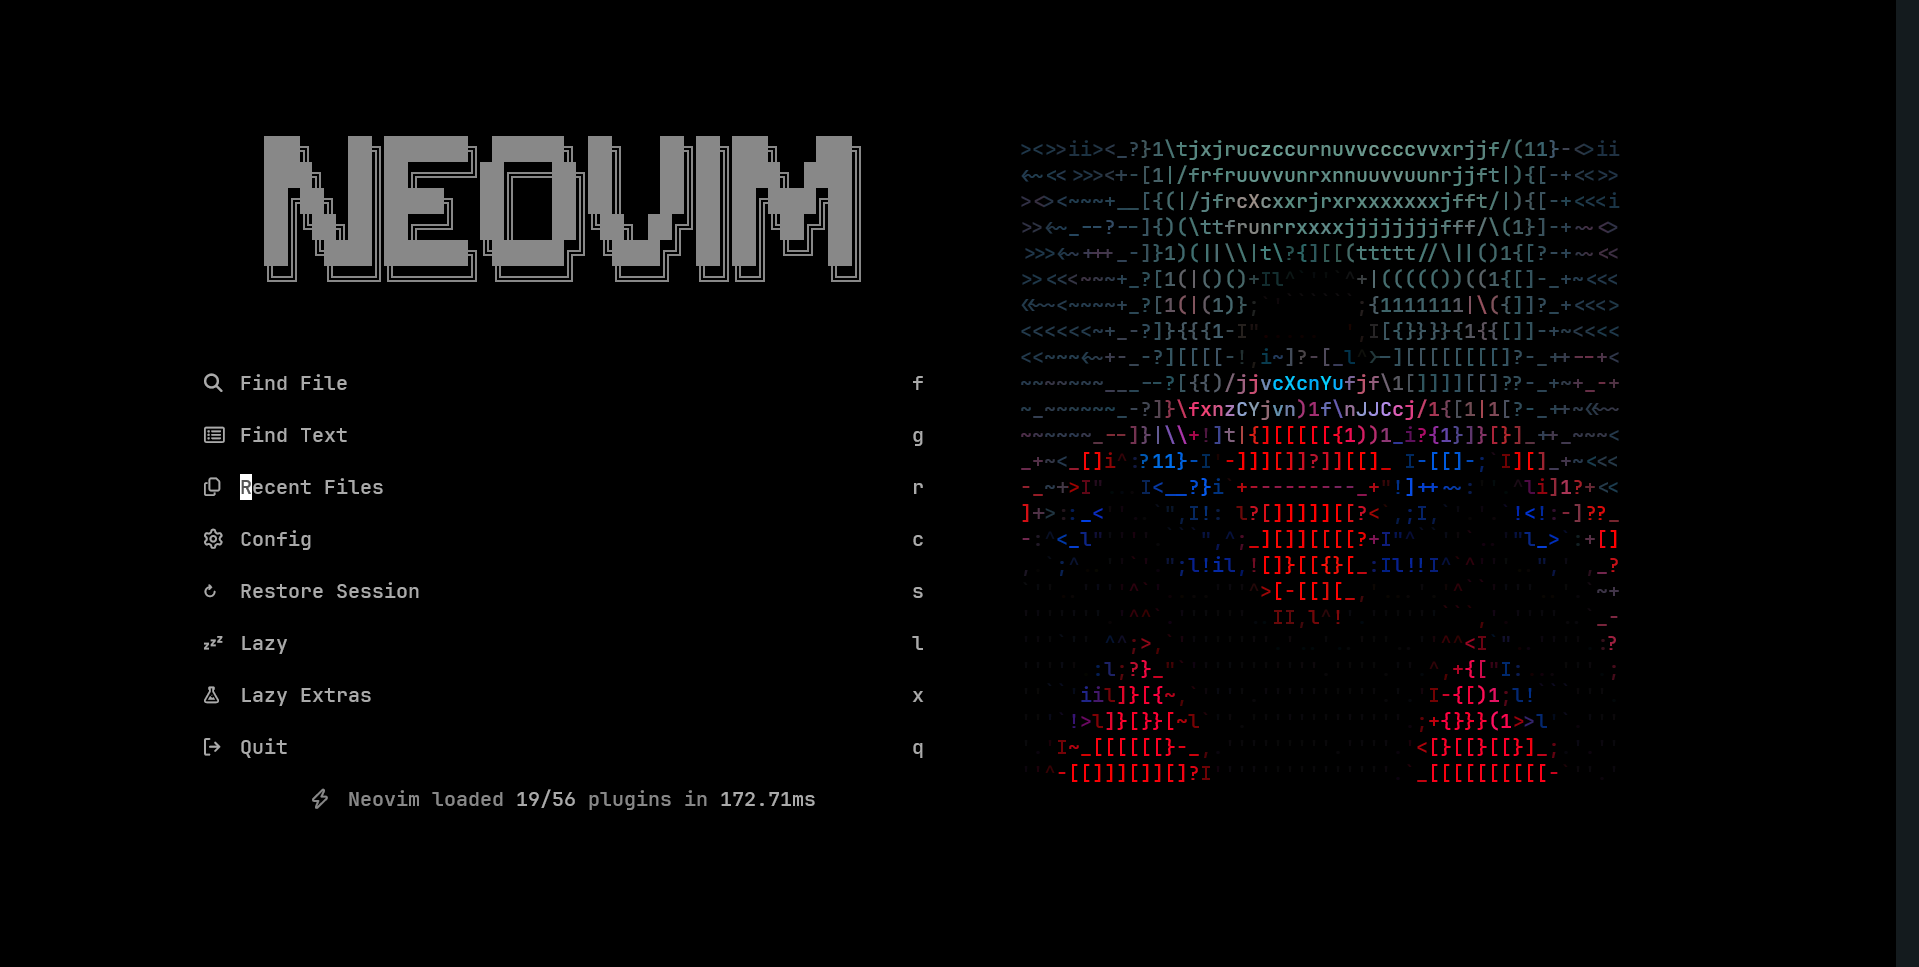 NEOVIM
Find File f
Find Text g
Recent Files r
Config c
Restore Session s
Lazy l
Lazy Extras x
Quit q
Neovim loaded 19/56 plugins in 172.71ms